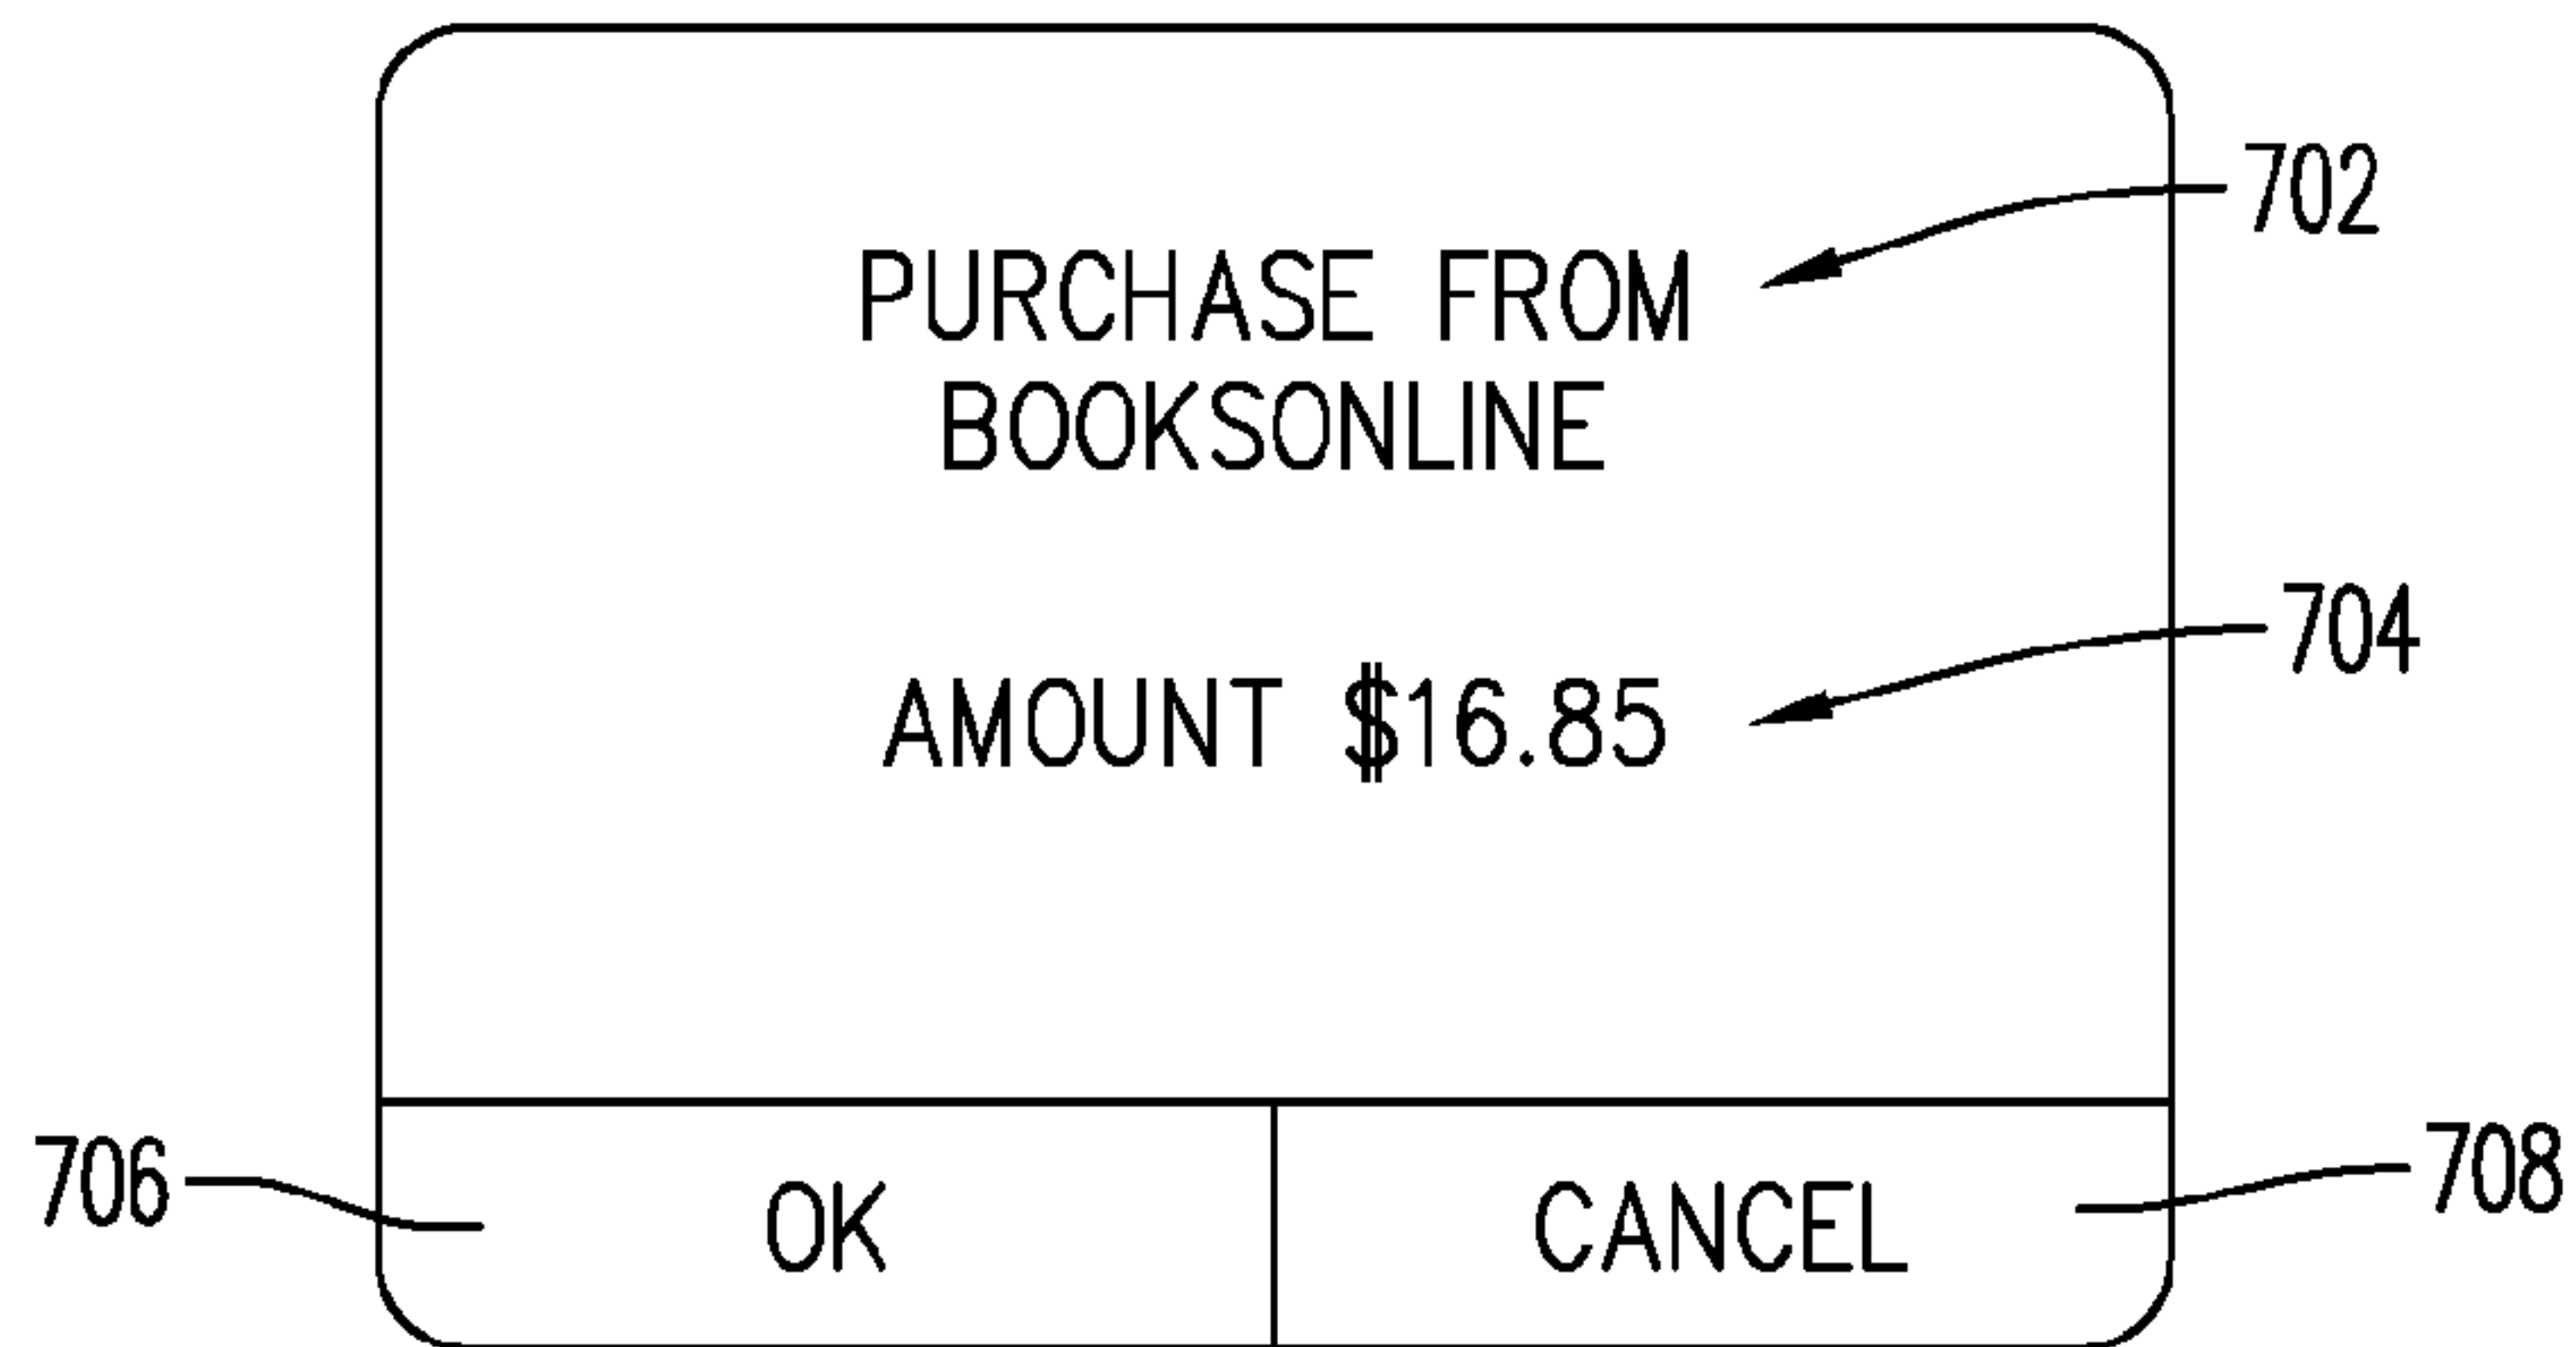 702
PURCHASE FROM
BOOKSONLINE
704
AMOUNT $16.85
706
OK
CANCEL
708